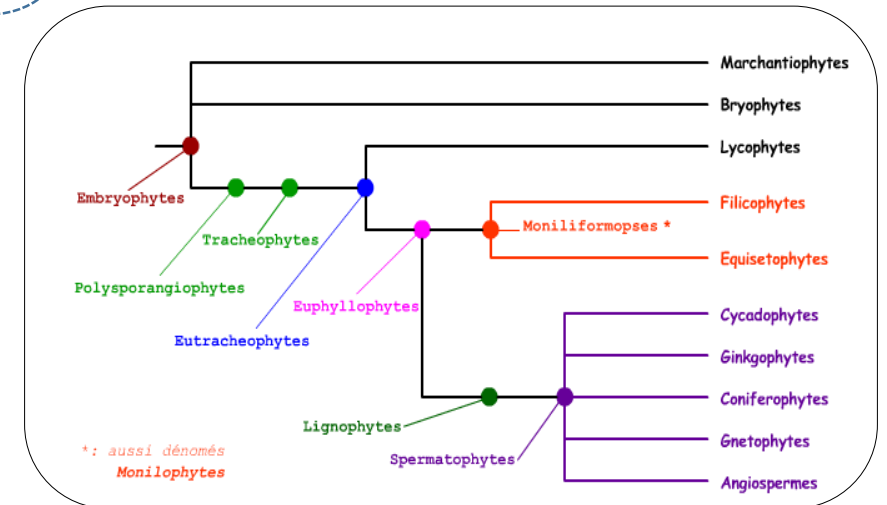 Marchantiophytes
Bryophytes
Lycophytes
Embryophytes
Filicophytes
Moniliformopses *
Tracheophytes
Equisetophytes
Polysporangiophytes
Euphyllophytes
Cycadophytes
Eutracheophytes
Ginkgophytes
Coniferophytes
Lignophytes
Gnetophytes
*: aussi dénomés
Monilophytes
Spermatophytes
Angiospermes